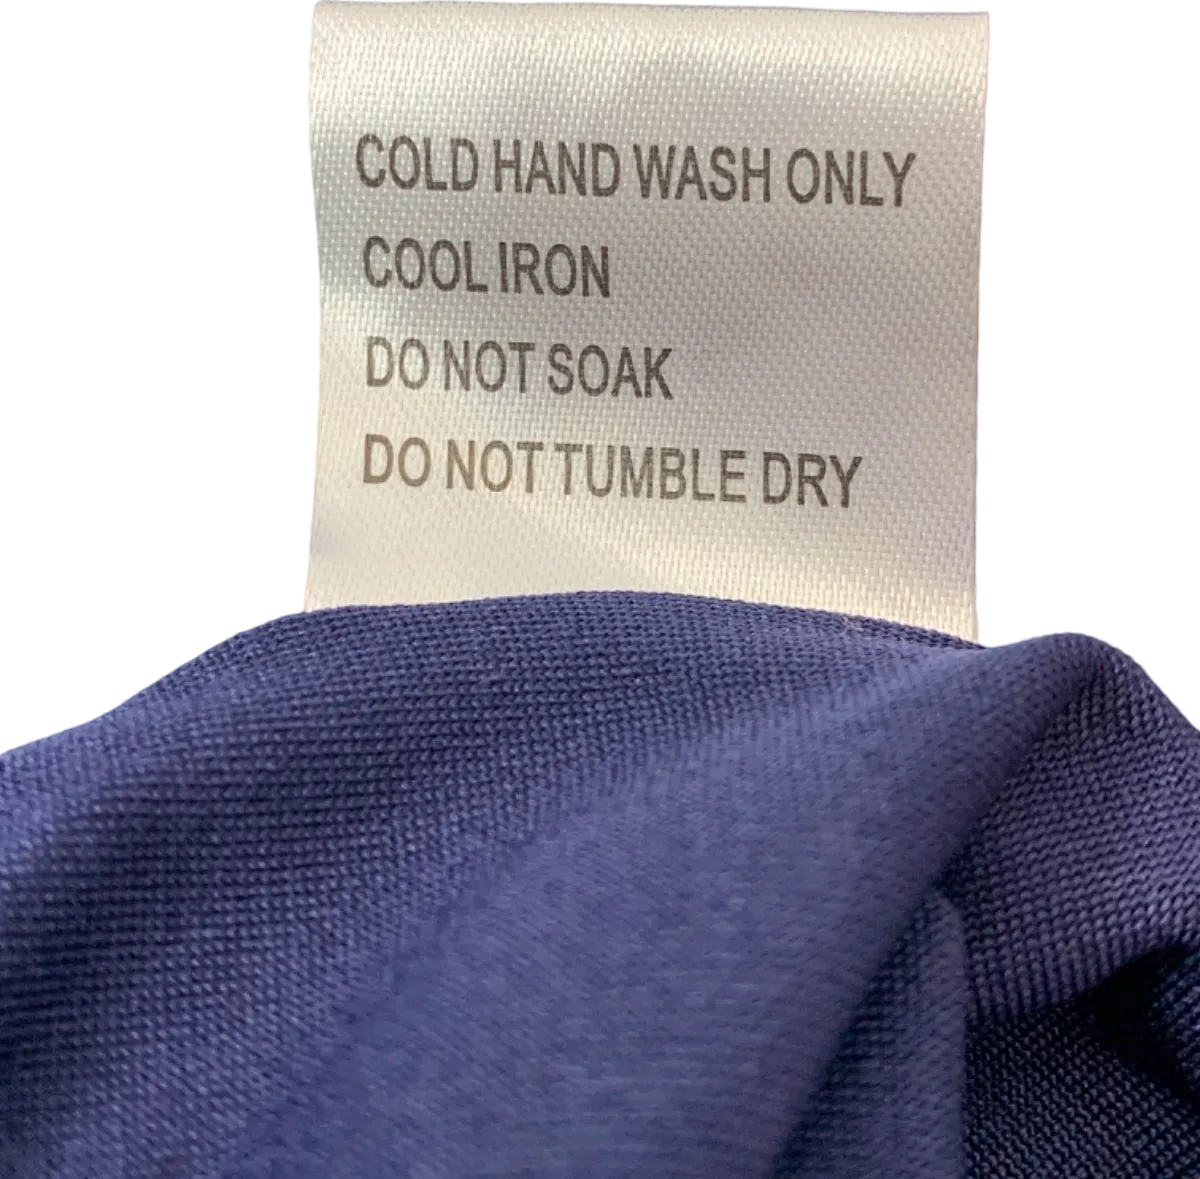 COLD HAND WASH ONLY
COOL IRON
DO NOT SOAK
DO NOT TUMBLE DRY